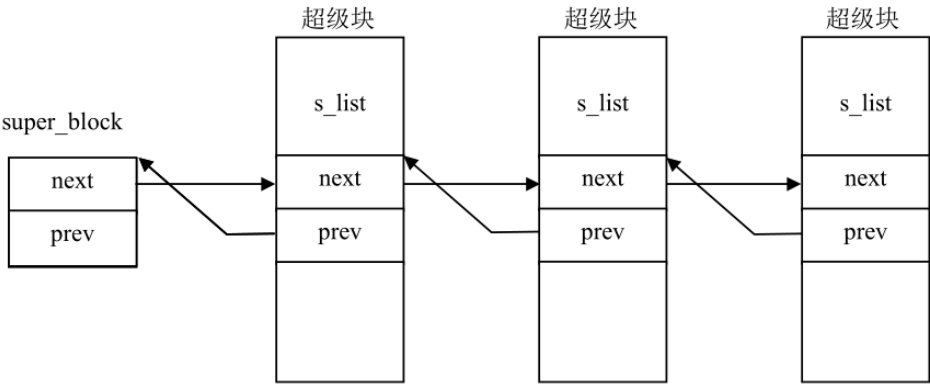 超级块 超级块 超级块
s_list s_list s_list
super_block
next next next next
prev prev prev prev